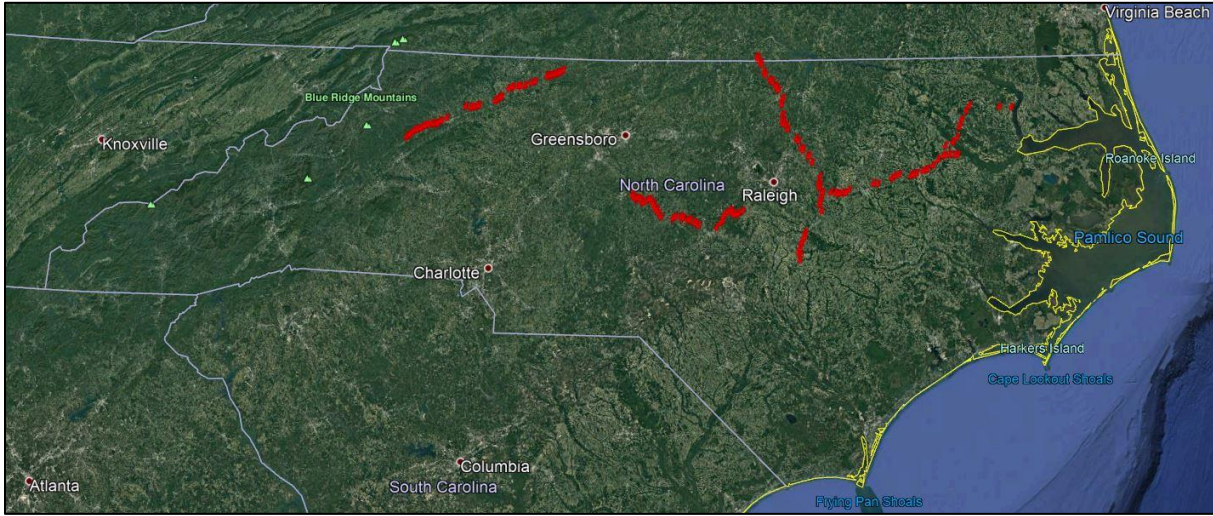 Virginia Beach
Blue Ridge Mountains
Knoxville
Greensboro
Roanoke Island
North Carolina
Raleigh
Pamlico Sound
Charlotte
Harkers Island
Cape Lookout Shoals
Columbia
Atlanta
South Carolina
Frying Pan Shoals